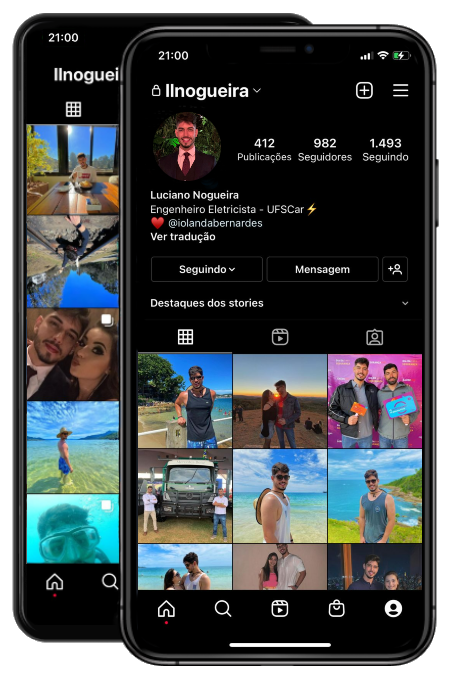 21:00
llnogueir
21:00
llnogueira
412
982
1.493
Publicações
Seguidores
Seguindo
Luciano Nogueira
Engenheiro Eletricista - UFSCar ⚡
❤️ @iolandabernardes
Ver tradução
Seguindo
Mensagem
Destaques dos stories